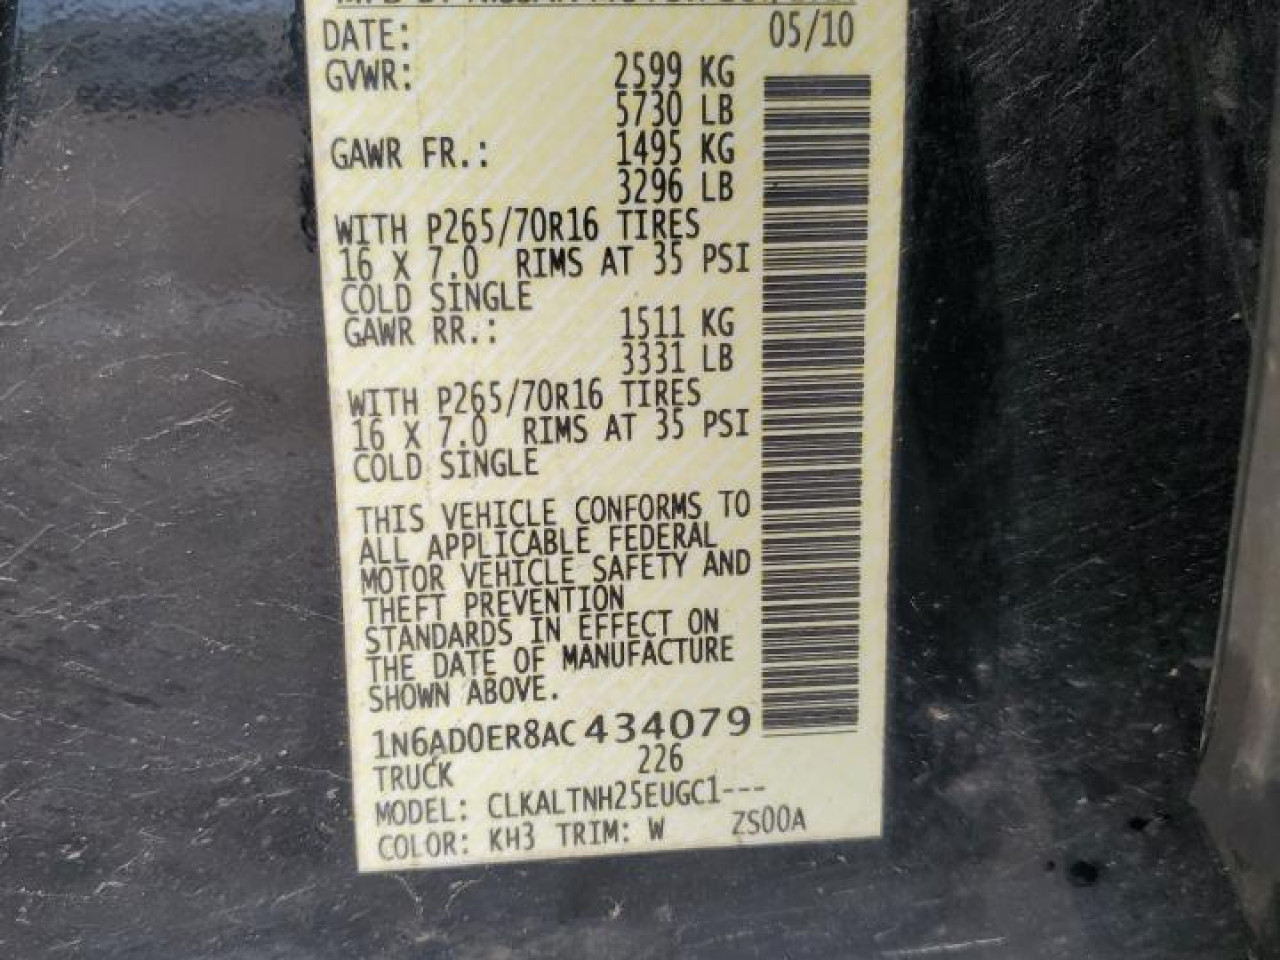 MFD BY NISSAN MOTOR
DATE: 05/10
GVWR: 2599 KG
5730 LB
GAWR FR.: 1495 KG
3296 LB
WITH P265/70R16 TIRES
16 X 7.0 RIMS AT 35 PSI
COLD SINGLE
GAWR RR.: 1511 KG
3331 LB
WITH P265/70R16 TIRES
16 X 7.0 RIMS AT 35 PSI
COLD SINGLE
THIS VEHICLE CONFORMS TO
ALL APPLICABLE FEDERAL
MOTOR VEHICLE SAFETY AND
THEFT PREVENTION
STANDARDS IN EFFECT ON
THE DATE OF MANUFACTURE
SHOWN ABOVE.
1N6AD0ER8AC434079
TRUCK 226
MODEL: CLKALTNH25EUGC1---
COLOR: KH3 TRIM: W ZS00A